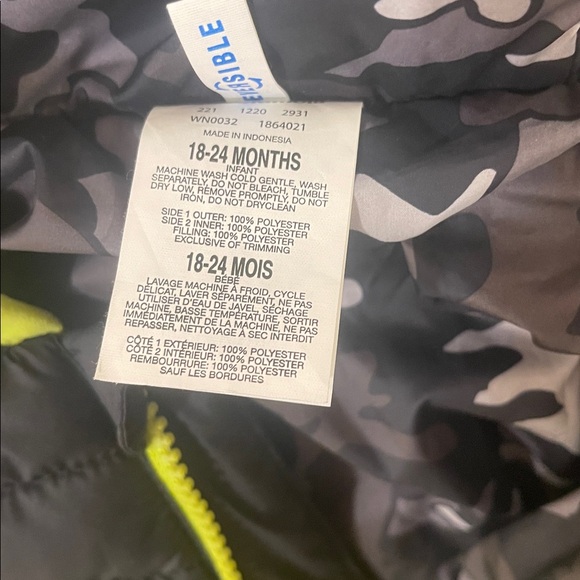 221 1220 2931
WN0032 1864021
MADE IN INDONESIA
18-24 MONTHS
INFANT
MACHINE WASH COLD GENTLE, WASH
SEPARATELY, DO NOT BLEACH, TUMBLE
DRY LOW, REMOVE PROMPTLY, DO NOT
IRON, DO NOT DRYCLEAN
SIDE 1 OUTER: 100% POLYESTER
SIDE 2 INNER: 100% POLYESTER
FILLING: 100% POLYESTER
EXCLUSIVE OF TRIMMING
18-24 MOIS
BÉBÉ
LAVAGE MACHINE À FROID, CYCLE
DÉLICAT, LAVER SÉPARÉMENT, NE PAS
UTILISER D'EAU DE JAVEL, SÉCHAGE
MACHINE, BASSE TEMPÉRATURE, SORTIR
IMMÉDIATEMENT DE LA MACHINE, NE PAS
REPASSER, NETTOYAGE À SEC INTERDIT
CÔTÉ 1 EXTÉRIEUR: 100% POLYESTER
CÔTÉ 2 INTÉRIEUR: 100% POLYESTER
REMBOURRURE: 100% POLYESTER
SAUF LES BORDURES